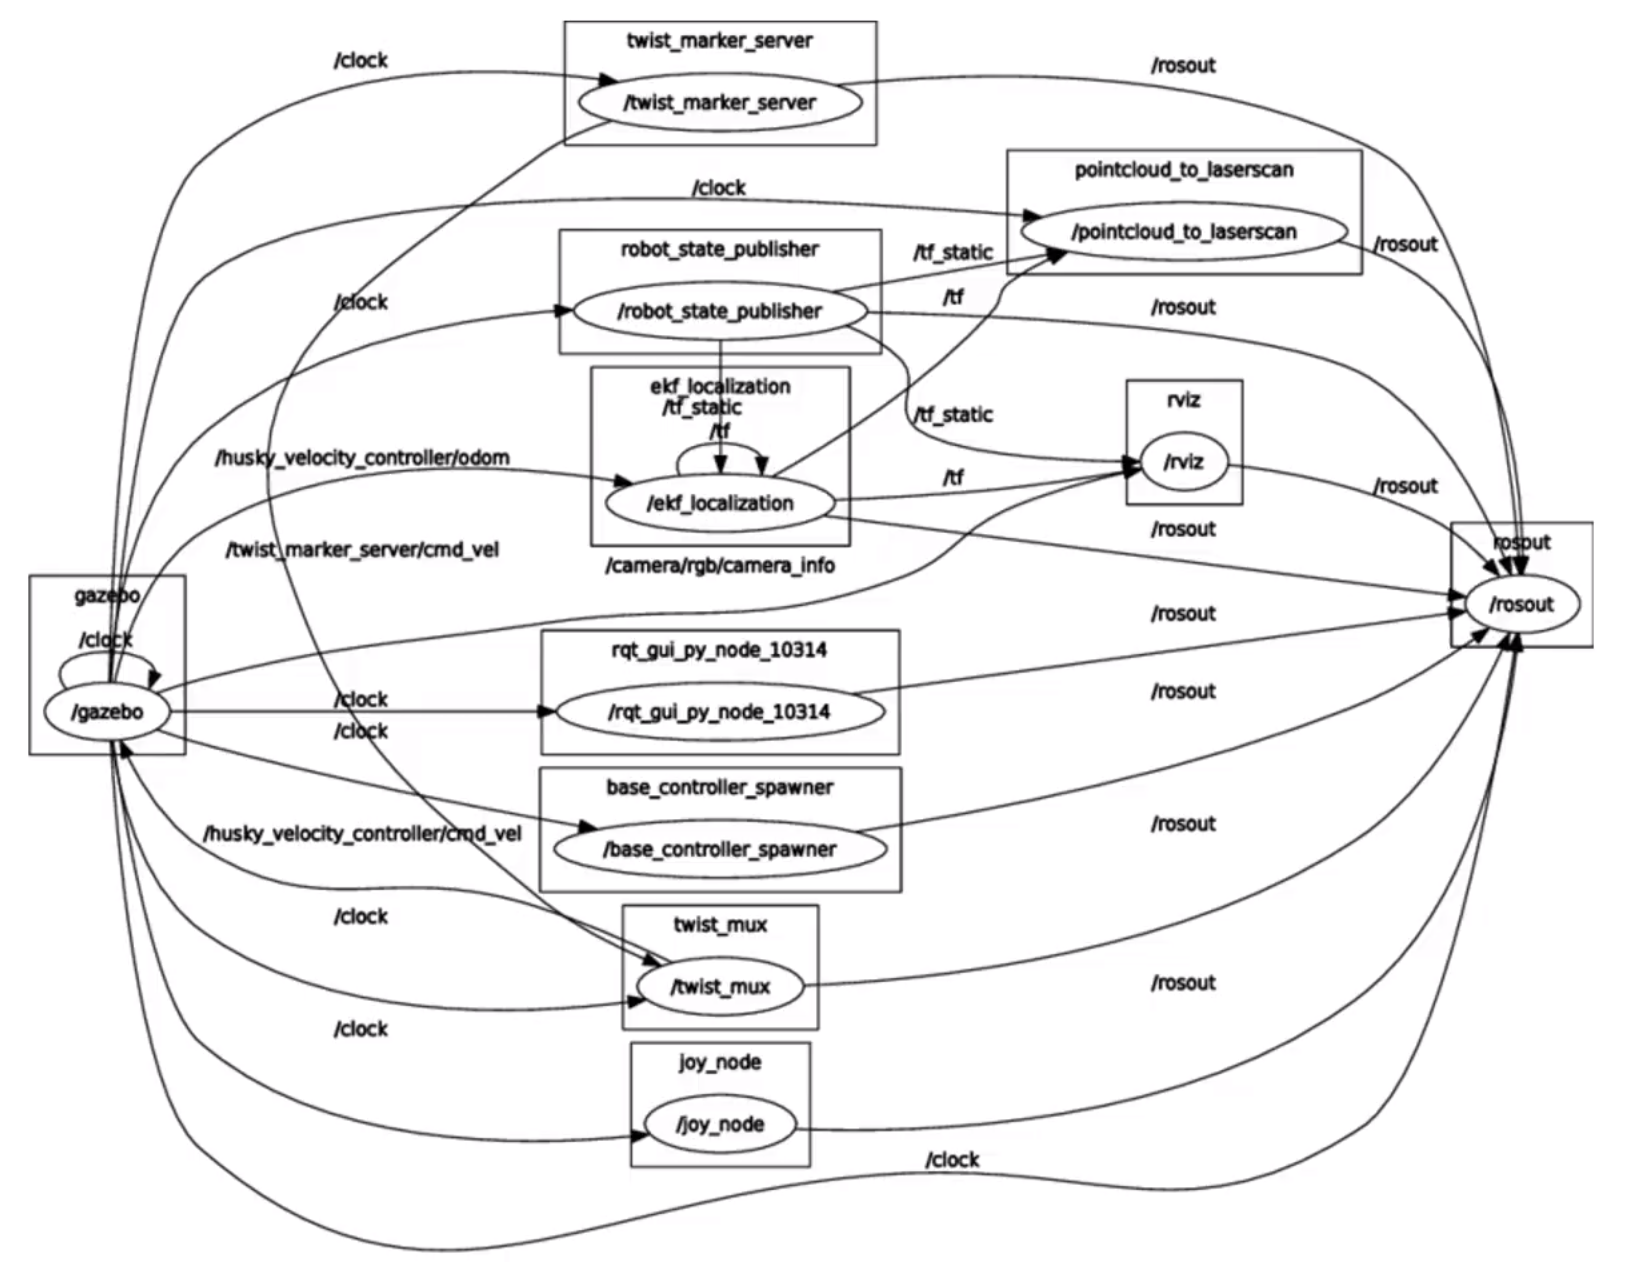 twist_marker_server
/clock
/rosout
/twist_marker_server
pointcloud_to_laserscan
/clock
/pointcloud_to_laserscan
/rosout
robot_state_publisher
/tf_static
/clock
/tf
/rosout
/robot_state_publisher
ekf_localization
/tf_static
/tf
/tf_static
rviz
/husky_velocity_controller/odom
/rviz
/tf
/rosout
/ekf_localization
/rosout
rosout
/twist_marker_server/cmd_vel
/camera/rgb/camera_info
gazebo
/rosout
/rosout
/clock
rqt_gui_py_node_10314
/clock
/rosout
/gazebo
/rqt_gui_py_node_10314
/clock
base_controller_spawner
/husky_velocity_controller/cmd_vel
/rosout
/base_controller_spawner
/clock
twist_mux
/twist_mux
/rosout
/clock
joy_node
/joy_node
/clock